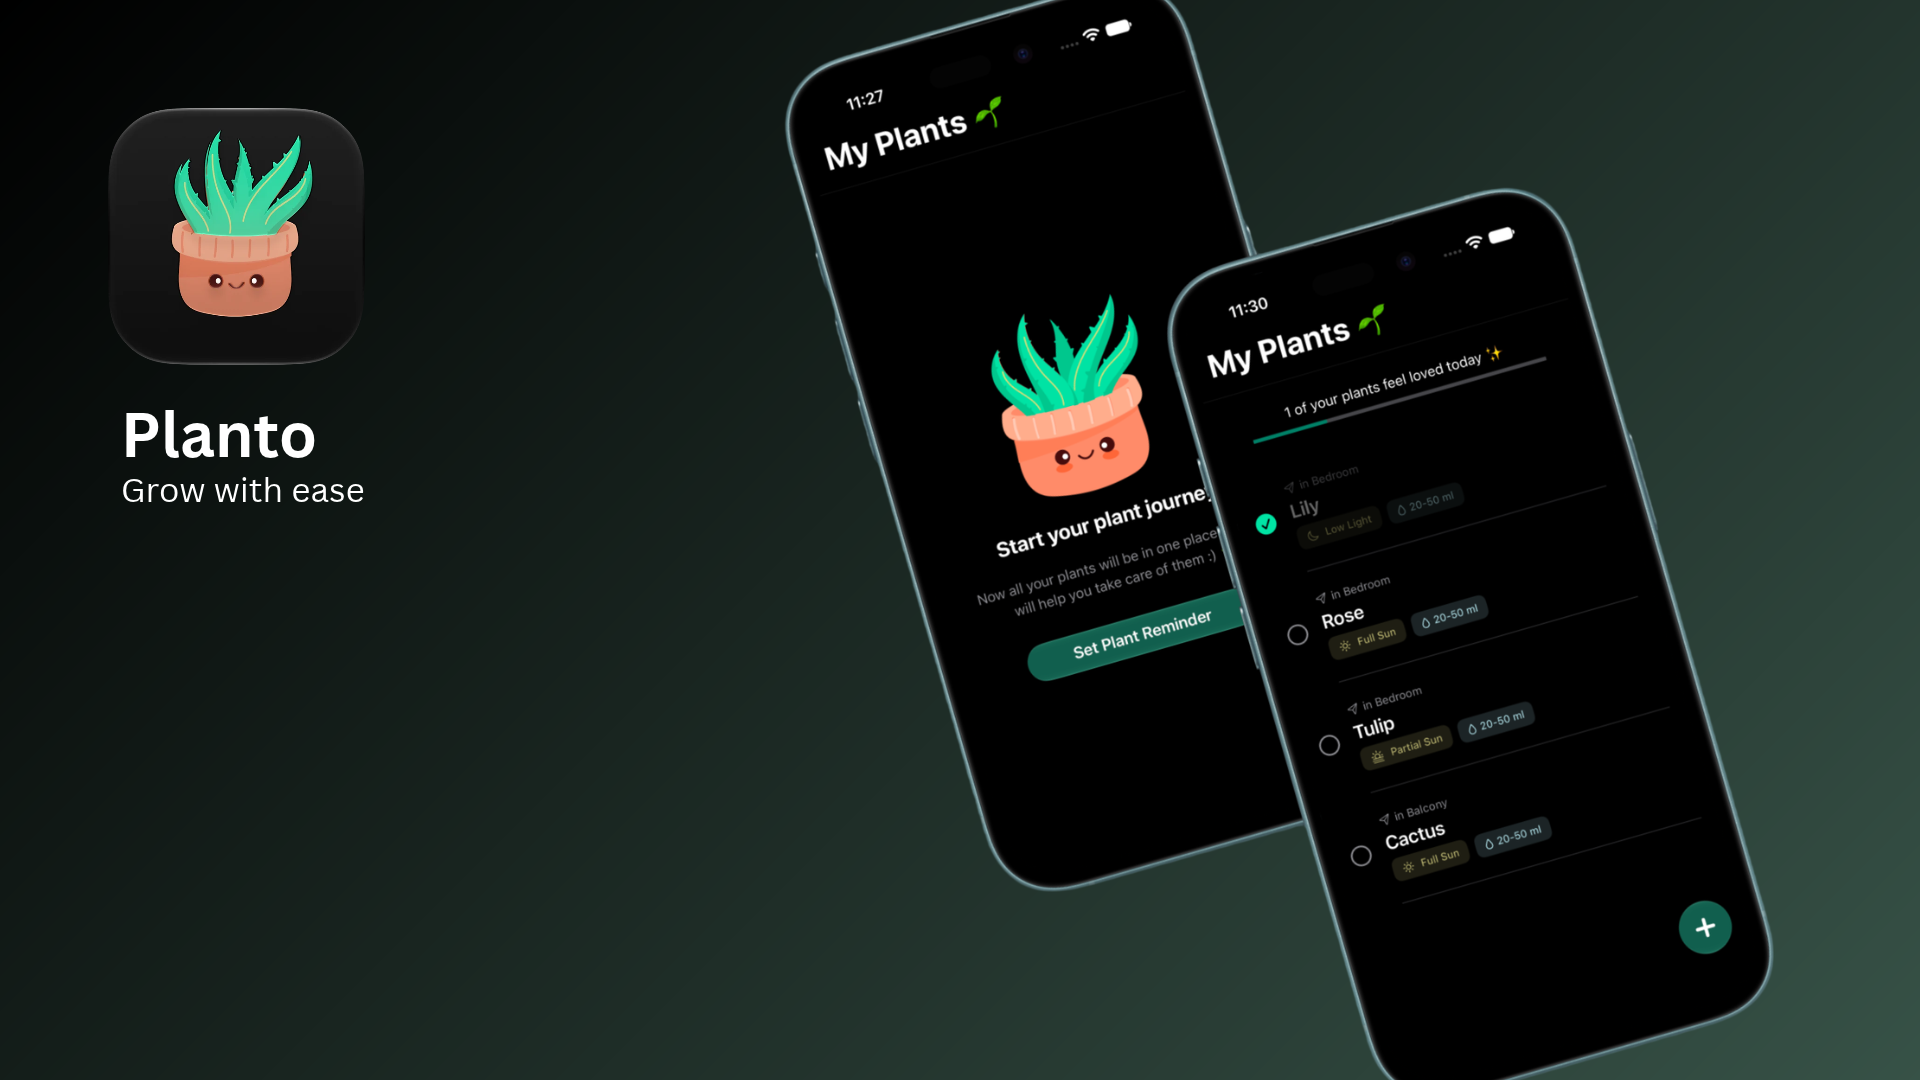 Planto
Grow with ease
11:27
My Plants
Start your plant journe
Now all your plants will be in one place
will help you take care of them :)
Set Plant Reminder
11:30
My Plants
1 of your plants feel loved today
in Bedroom
Lily
Low Light
20-50 ml
in Bedroom
Rose
Full Sun
20-50 ml
in Bedroom
Tulip
Partial Sun
20-50 ml
in Balcony
Cactus
Full Sun
20-50 ml